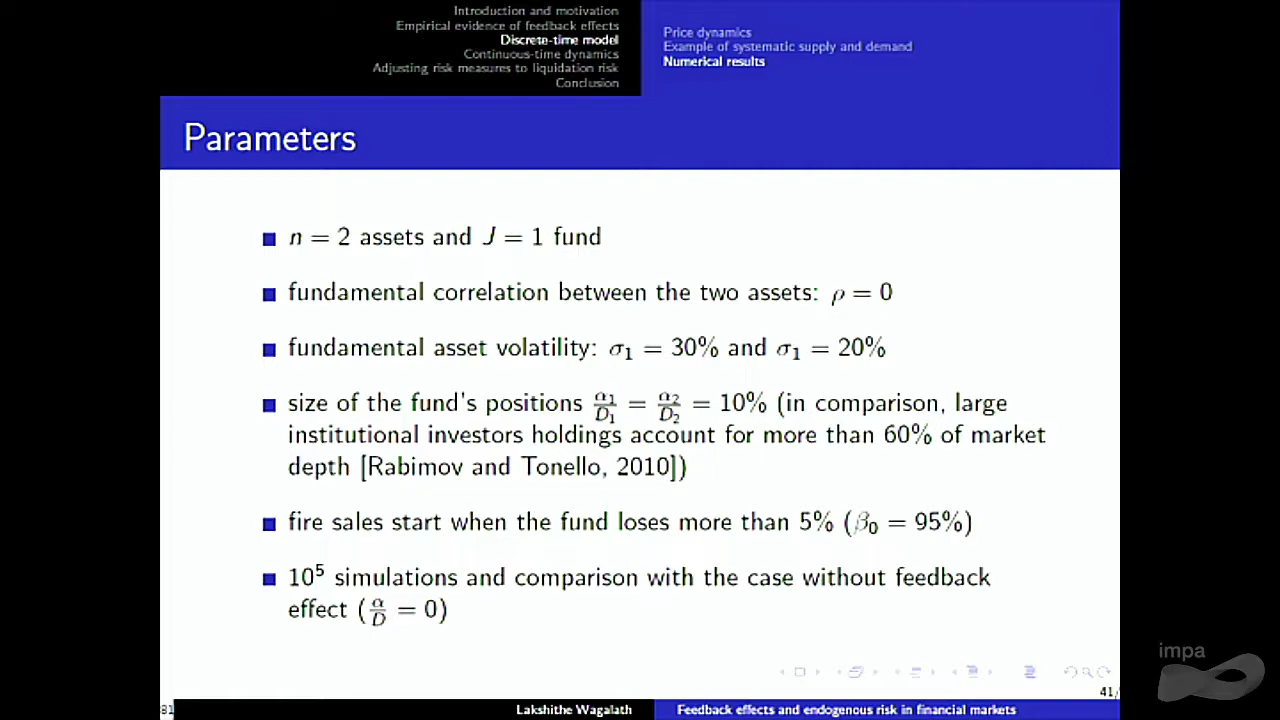 Introduction and motivation
Empirical evidence of feedback effects
Discrete-time model
Continuous-time dynamics
Adjusting risk measures to liquidation risk
Conclusion
Price dynamics
Example of systematic supply and demand
Numerical results
Parameters
n = 2 assets and J = 1 fund
fundamental correlation between the two assets: ρ = 0
fundamental asset volatility: σ₁ = 30% and σ₁ = 20%
size of the fund's positions α₁/D₁ = α₂/D₂ = 10% (in comparison, large
institutional investors holdings account for more than 60% of market
depth [Rabimov and Tonello, 2010])
fire sales start when the fund loses more than 5% (β₀ = 95%)
10⁵ simulations and comparison with the case without feedback
effect (α/D = 0)
impa
41/
81
Lakshithe Wagalath
Feedback effects and endogenous risk in financial markets